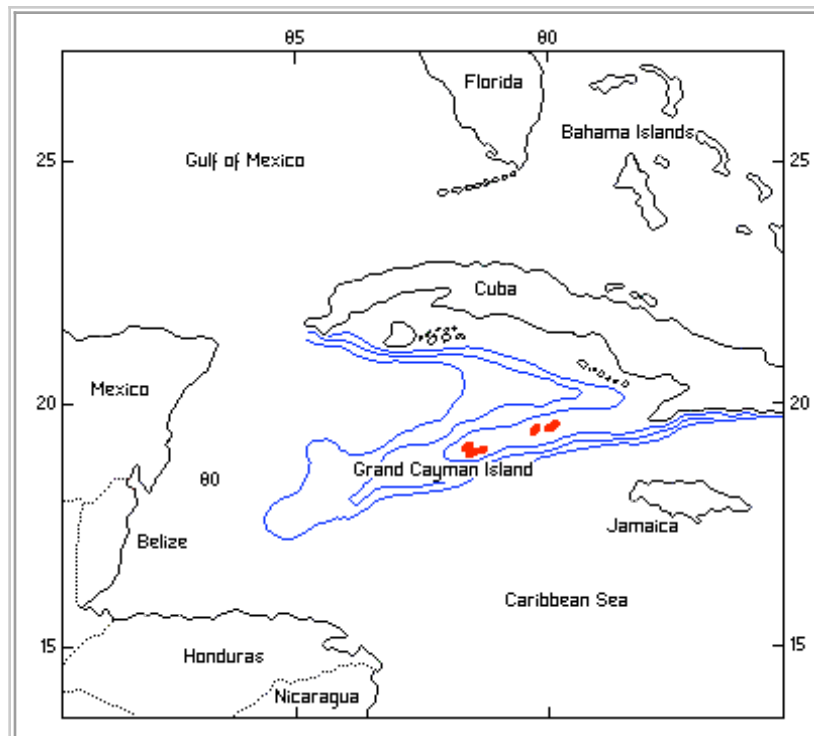 85 80
Florida
Bahama Islands
25 Gulf of Mexico 25
Cuba
Mexico
20 20
Grand Cayman Island
80
Jamaica
Belize
Caribbean Sea
15 15
Honduras
Nicaragua